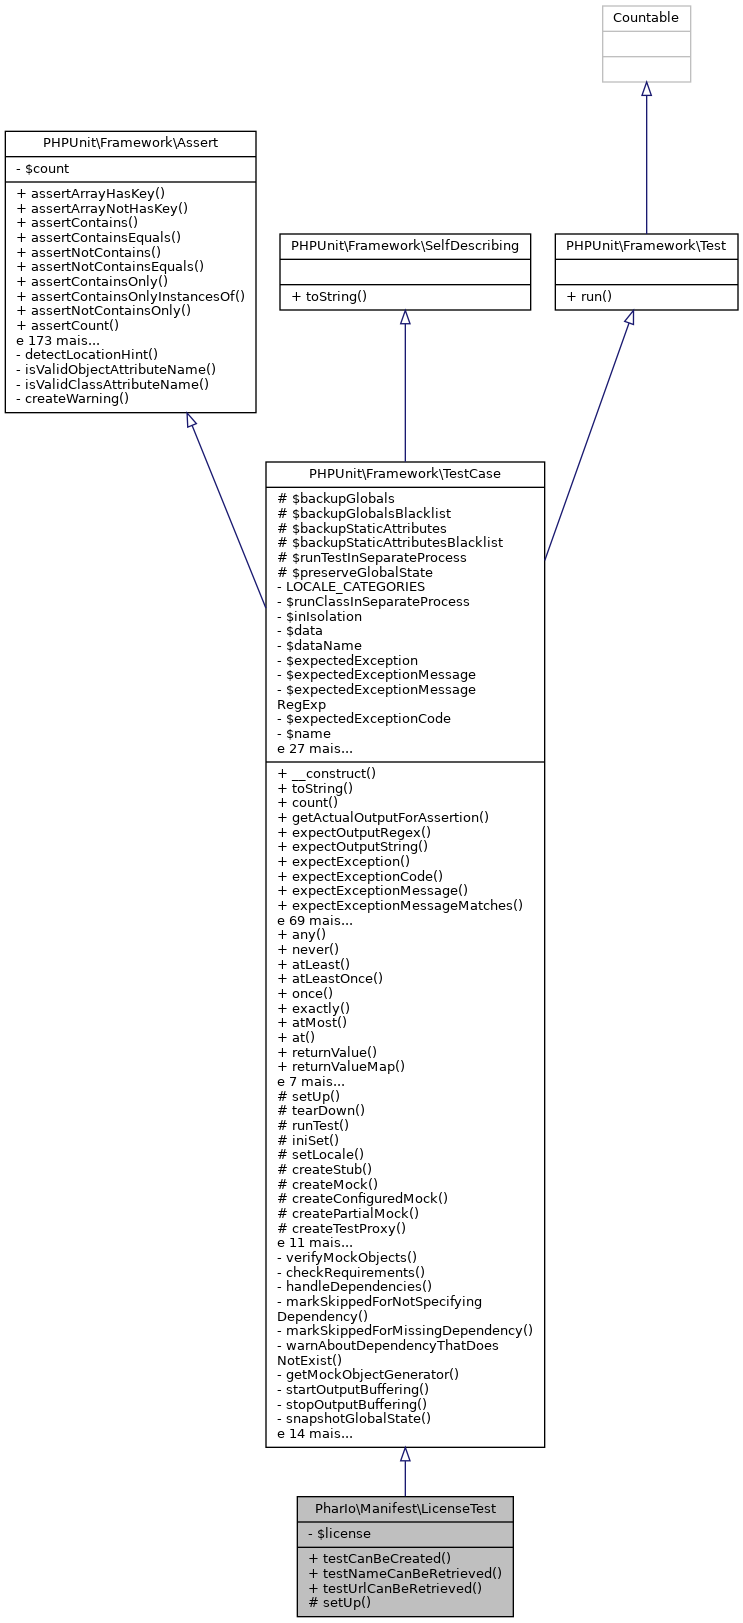 Countable
PHPUnit\Framework\Assert
- $count
+ assertArrayHasKey()
+ assertArrayNotHasKey()
+ assertContains()
+ assertContainsEquals()
+ assertNotContains()
+ assertNotContainsEquals()
+ assertContainsOnly()
+ assertContainsOnlyInstancesOf()
+ assertNotContainsOnly()
+ assertCount()
e 173 mais...
- detectLocationHint()
- isValidObjectAttributeName()
- isValidClassAttributeName()
- createWarning()
PHPUnit\Framework\SelfDescribing
+ toString()
PHPUnit\Framework\Test
+ run()
PHPUnit\Framework\TestCase
# $backupGlobals
# $backupGlobalsBlacklist
# $backupStaticAttributes
# $backupStaticAttributesBlacklist
# $runTestInSeparateProcess
# $preserveGlobalState
- LOCALE_CATEGORIES
- $runClassInSeparateProcess
- $inIsolation
- $data
- $dataName
- $expectedException
- $expectedExceptionMessage
- $expectedExceptionMessage
RegExp
- $expectedExceptionCode
- $name
e 27 mais...
+ __construct()
+ toString()
+ count()
+ getActualOutputForAssertion()
+ expectOutputRegex()
+ expectOutputString()
+ expectException()
+ expectExceptionCode()
+ expectExceptionMessage()
+ expectExceptionMessageMatches()
e 69 mais...
+ any()
+ never()
+ atLeast()
+ atLeastOnce()
+ once()
+ exactly()
+ atMost()
+ at()
+ returnValue()
+ returnValueMap()
e 7 mais...
# setUp()
# tearDown()
# runTest()
# iniSet()
# setLocale()
# createStub()
# createMock()
# createConfiguredMock()
# createPartialMock()
# createTestProxy()
e 11 mais...
- verifyMockObjects()
- checkRequirements()
- handleDependencies()
- markSkippedForNotSpecifying
Dependency()
- markSkippedForMissingDependency()
- warnAboutDependencyThatDoes
NotExist()
- getMockObjectGenerator()
- startOutputBuffering()
- stopOutputBuffering()
- snapshotGlobalState()
e 14 mais...
PharIo\Manifest\LicenseTest
- $license
+ testCanBeCreated()
+ testNameCanBeRetrieved()
+ testUrlCanBeRetrieved()
# setUp()